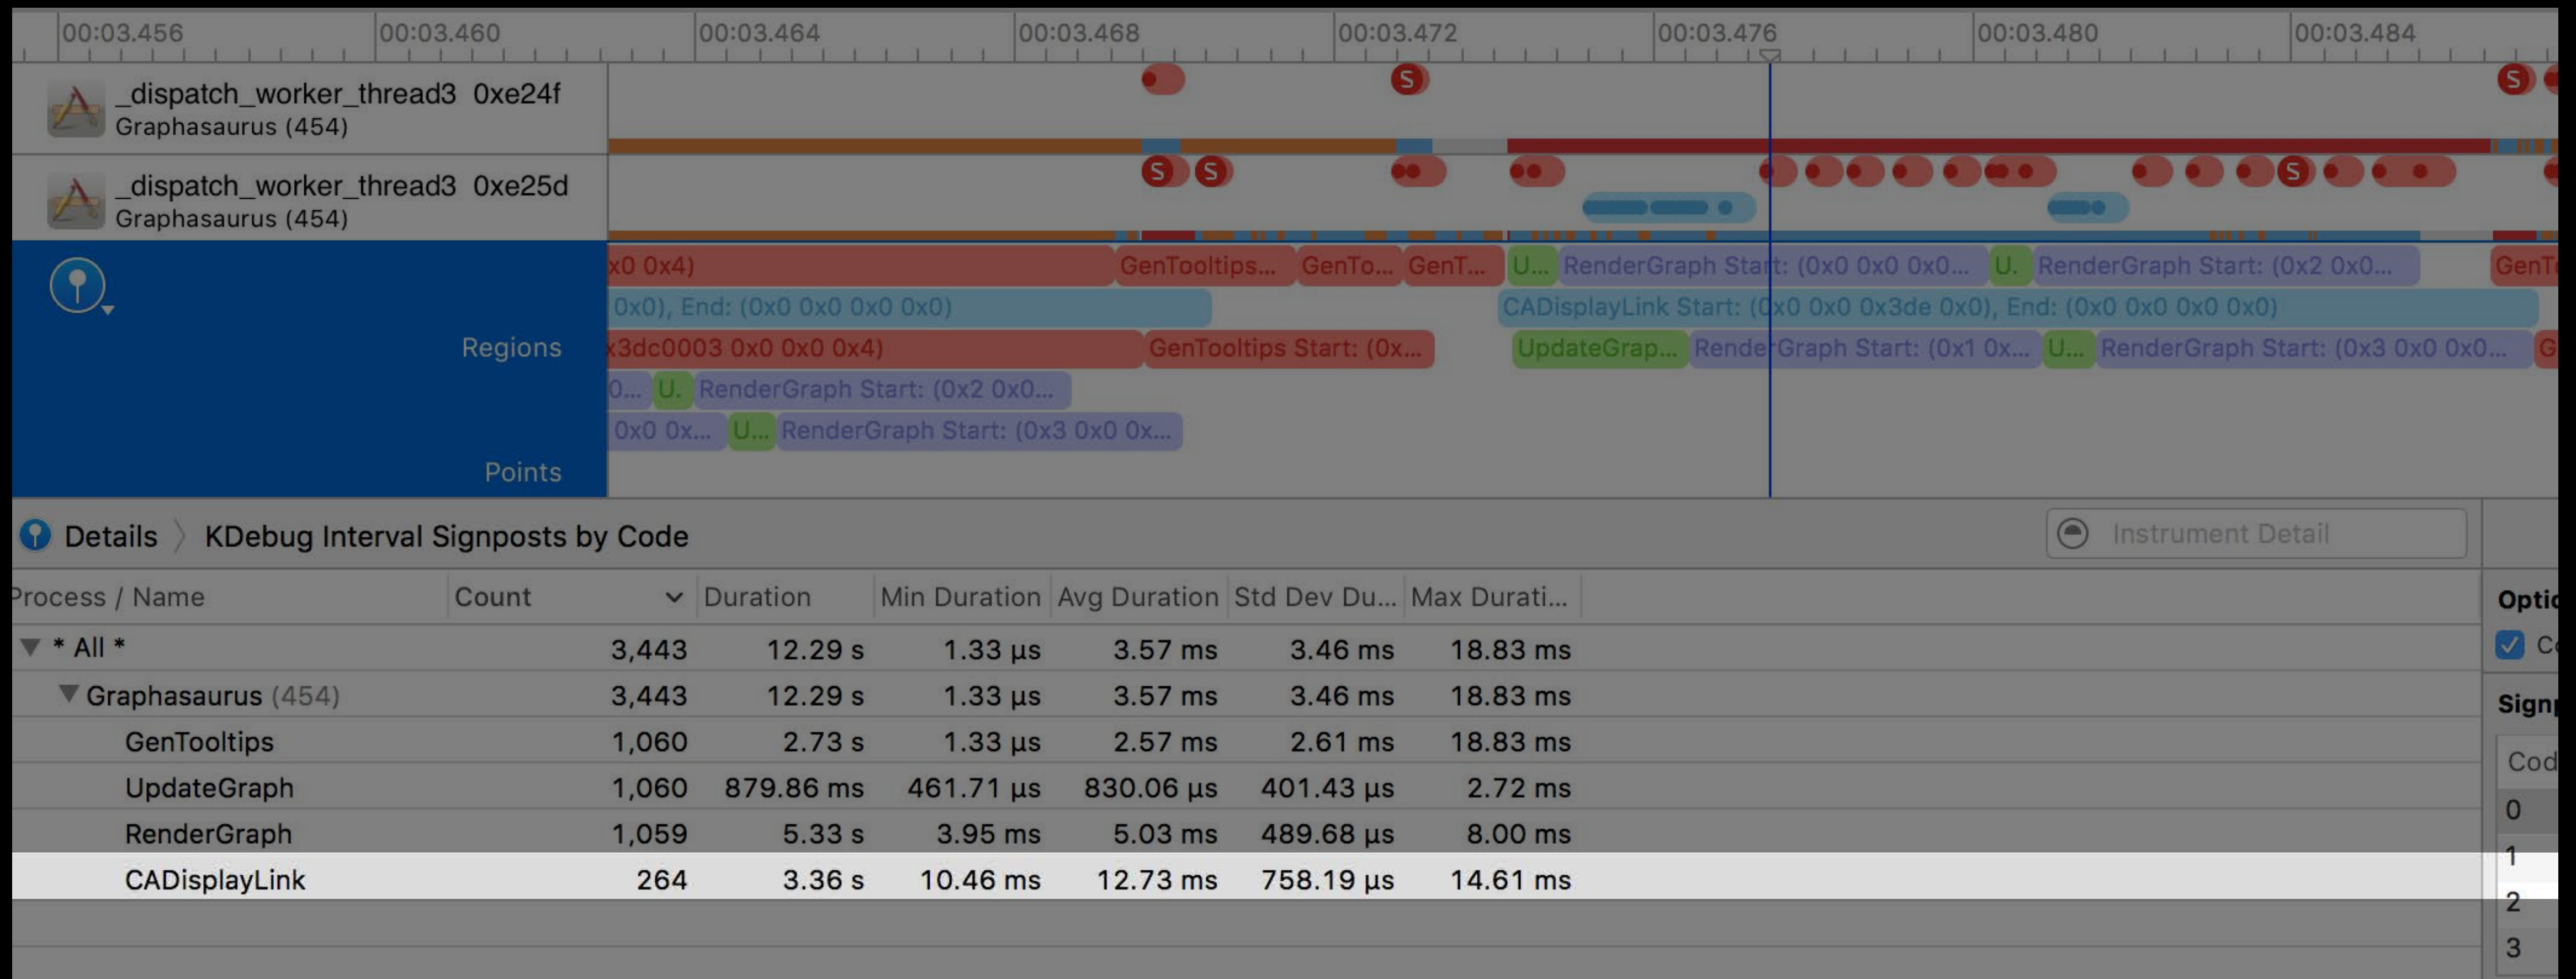 00:03.456 00:03.460 00:03.464 00:03.468 00:03.472 00:03.476 00:03.480 00:03.484
_dispatch_worker_thread3 0xe24f
Graphasaurus (454)
S S
_dispatch_worker_thread3 0xe25d
Graphasaurus (454)
S S S
x0 0x4) GenTooltips... GenTo... GenT... U... RenderGraph Start: (0x0 0x0 0x0... U. RenderGraph Start: (0x2 0x0... GenT
0x0), End: (0x0 0x0 0x0 0x0) CADisplayLink Start: (0x0 0x0 0x3de 0x0), End: (0x0 0x0 0x0 0x0)
Regions
x3dc0003 0x0 0x0 0x4) GenTooltips Start: (0x... UpdateGrap... RenderGraph Start: (0x1 0x... U... RenderGraph Start: (0x3 0x0 0x0... G
0... U. RenderGraph Start: (0x2 0x0...
0x0 0x... U... RenderGraph Start: (0x3 0x0 0x...
Points
Details KDebug Interval Signposts by Code Instrument Detail
Process / Name Count Duration Min Duration Avg Duration Std Dev Du... Max Durati...
Optio
* All * 3,443 12.29 s 1.33 µs 3.57 ms 3.46 ms 18.83 ms
Co
Graphasaurus (454) 3,443 12.29 s 1.33 µs 3.57 ms 3.46 ms 18.83 ms
Signp
GenTooltips 1,060 2.73 s 1.33 µs 2.57 ms 2.61 ms 18.83 ms
Cod
UpdateGraph 1,060 879.86 ms 461.71 µs 830.06 µs 401.43 µs 2.72 ms
0
RenderGraph 1,059 5.33 s 3.95 ms 5.03 ms 489.68 µs 8.00 ms
1
CADisplayLink 264 3.36 s 10.46 ms 12.73 ms 758.19 µs 14.61 ms
2
3